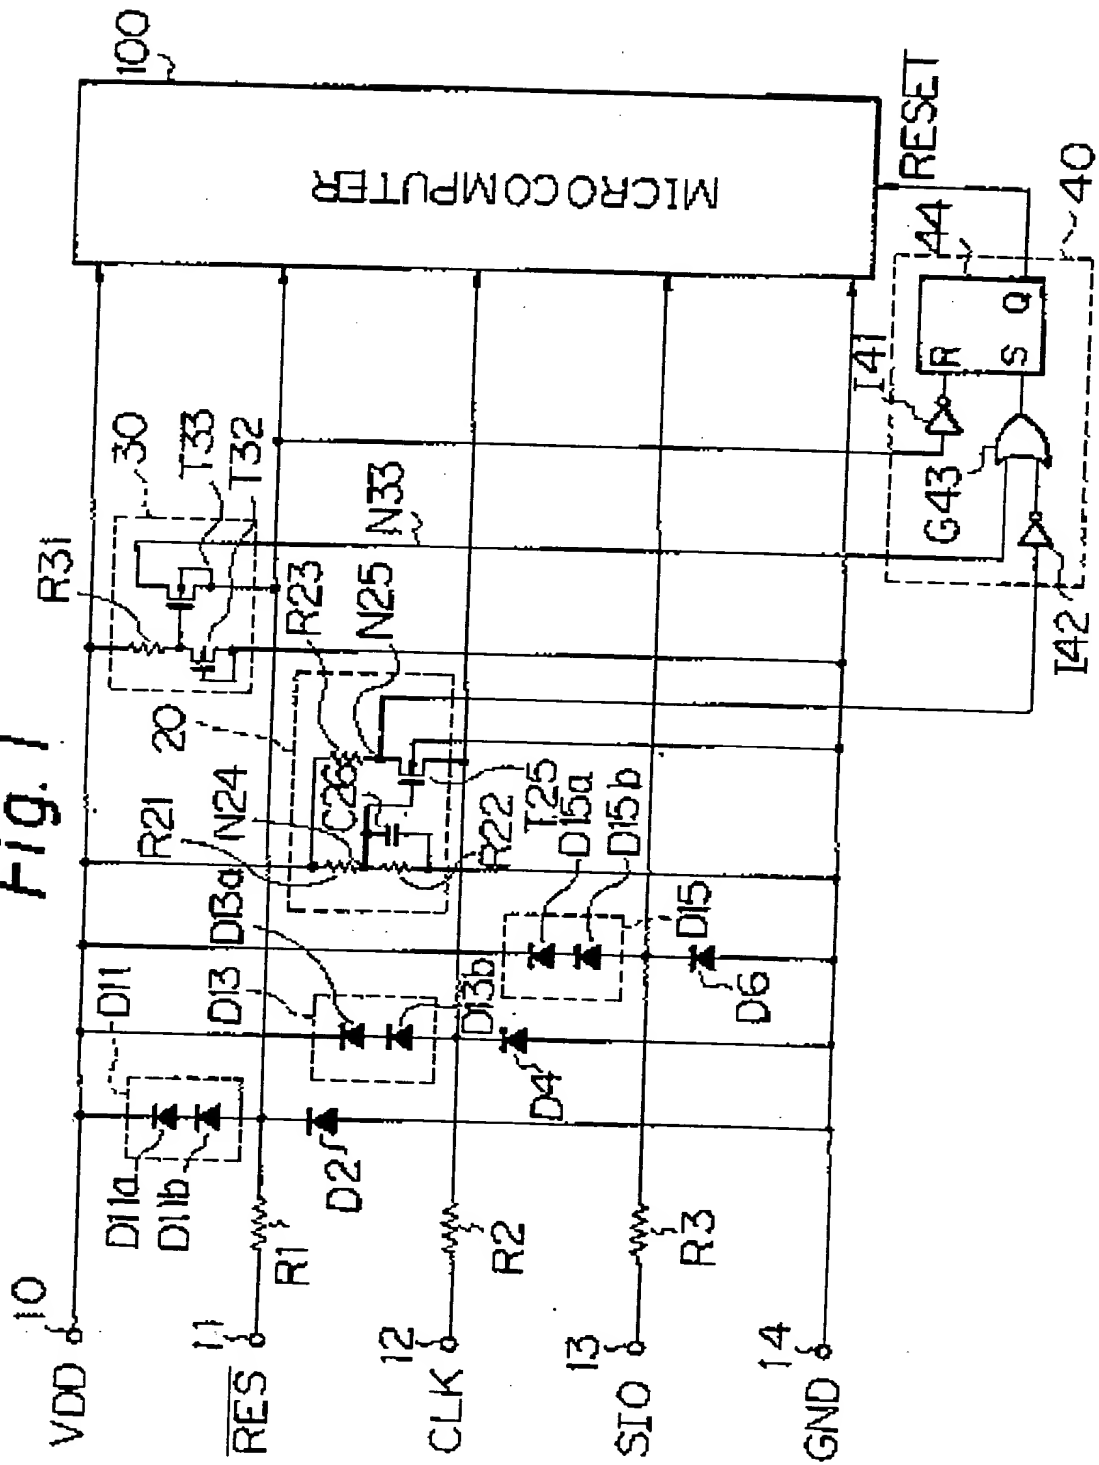 Fig. 1
VDD
10
D11
D11a
D11b
RES
11
R1
D2
D13
D13a
D13b
CLK
12
R2
D4
SIO
13
R3
D15
D15a
D15b
D6
GND
14
20
R21
N24
C26
R22
R23
N25
T25
30
R31
T33
T32
N33
100
MICROCOMPUTER
RESET
40
44
I41
R
S
Q
G43
I42